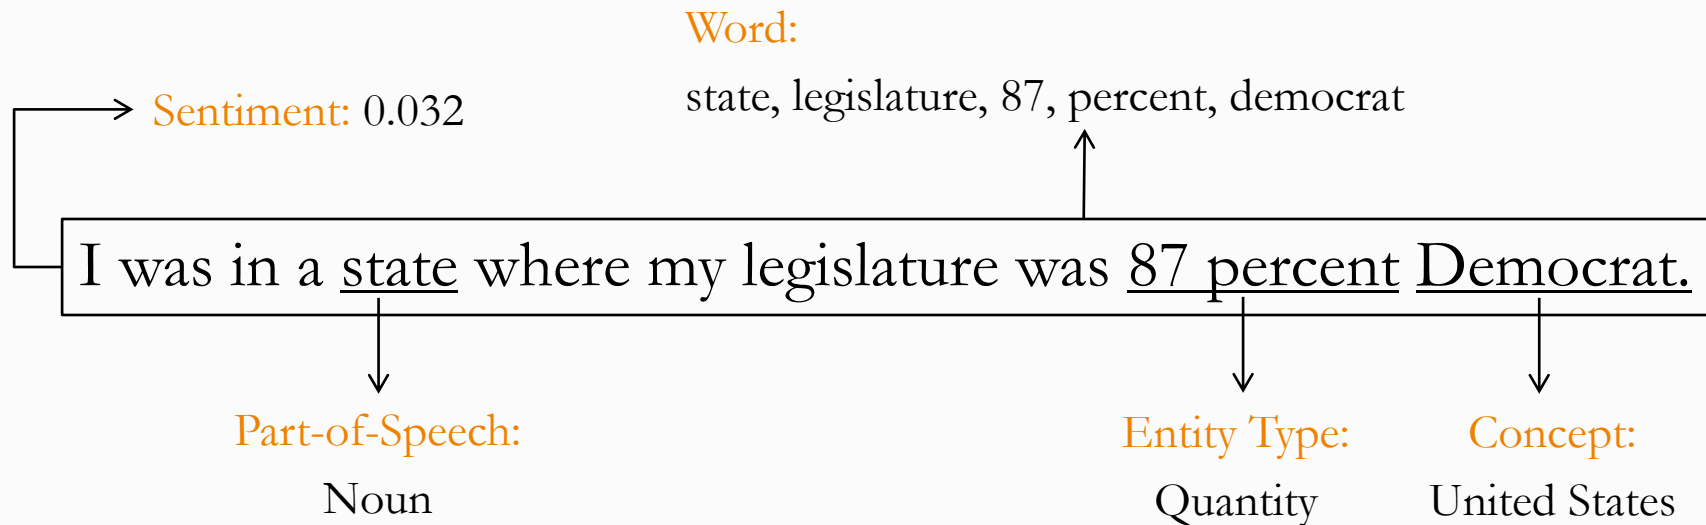 Word:
state, legislature, 87, percent, democrat
Sentiment: 0.032
I was in a state where my legislature was 87 percent Democrat.
Part-of-Speech:
Noun
Entity Type:
Quantity
Concept:
United States